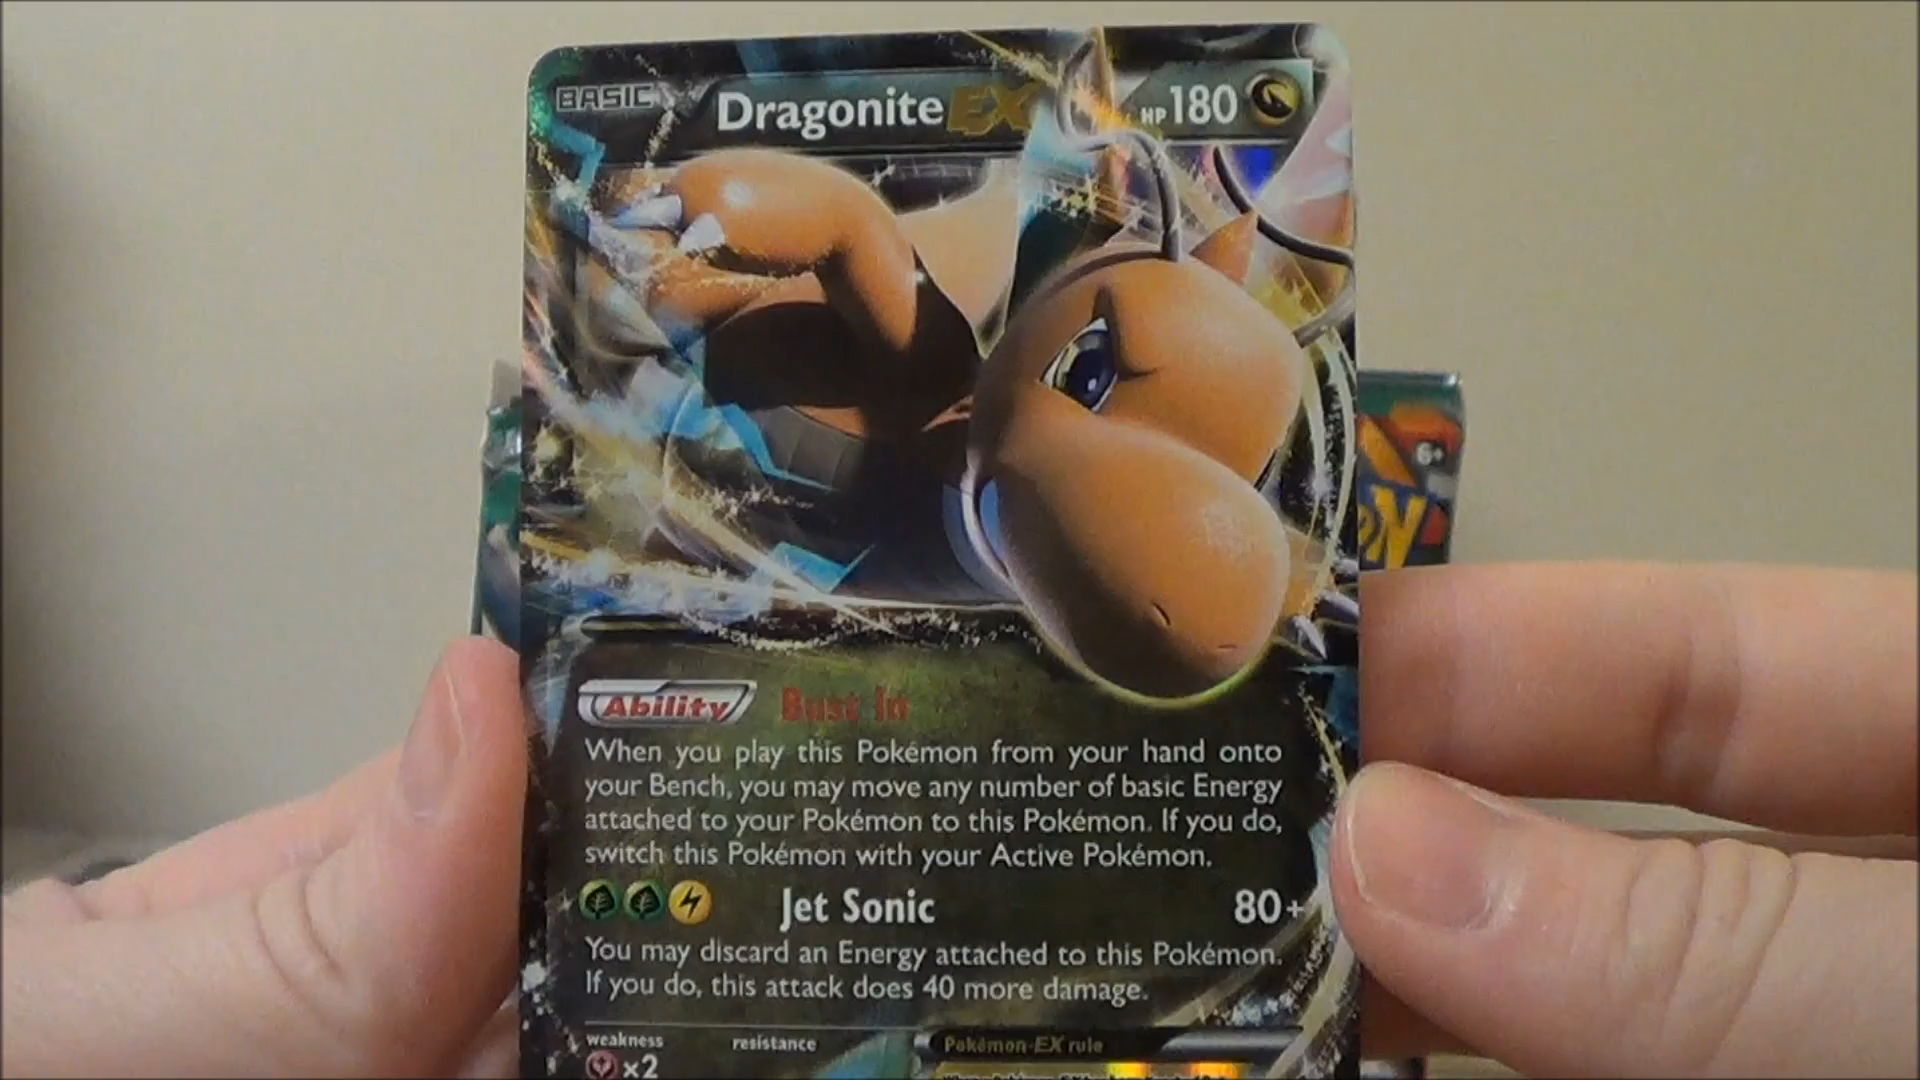 BASIC Dragonite EX HP 180
6+
Ability Bust In
When you play this Pokémon from your hand onto
your Bench, you may move any number of basic Energy
attached to your Pokémon to this Pokémon. If you do,
switch this Pokémon with your Active Pokémon.
Jet Sonic 80+
You may discard an Energy attached to this Pokémon.
If you do, this attack does 40 more damage.
weakness resistance Pokémon-EX rule
x2